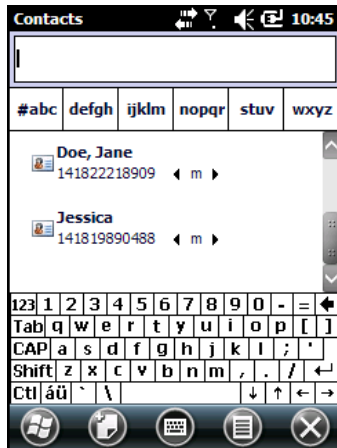 Contacts 10:45
#abc defgh ijklm nopqr stuv wxyz
Doe, Jane
141822218909 m
Jessica
141819890488 m
123 1 2 3 4 5 6 7 8 9 0 - =
Tab q w e r t y u i o p [ ]
CAP a s d f g h j k l ; '
Shift z x c v b n m , . /
Ctl áü ` \